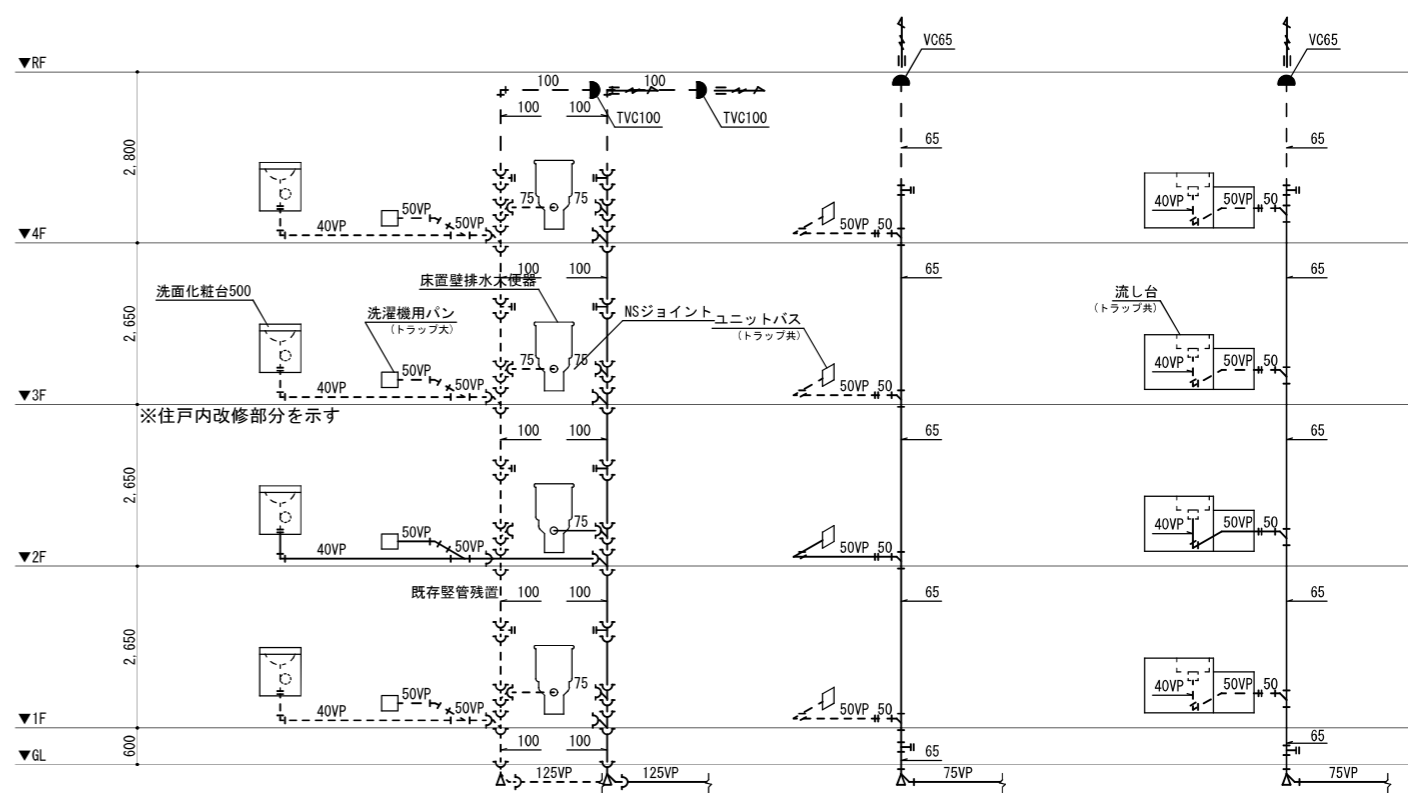 VC65
VC65
▼RF
100
100
100
100
TVC100
TVC100
2,800
65
65
50VP
50VP
75
75
40VP
50VP
50
40VP
50VP
50
40VP
▼4F
床置壁排水大便器
100
100
65
65
洗面化粧台500
洗濯機用パン
(トラップ大)
NSジョイント
ユニットバス
(トラップ共)
流し台
(トラップ共)
2,650
50VP
50VP
75
75
40VP
50VP
50
40VP
50VP
50
▼3F
※住戸内改修部分を示す
100
100
65
65
2,650
50VP
50VP
75
40VP
50VP
50
40VP
50VP
50
▼2F
既存竪管残置
100
100
65
65
2,650
50VP
50VP
75
40VP
50VP
50
40VP
50VP
50
▼1F
600
100
100
65
65
▼GL
125VP
125VP
75VP
75VP